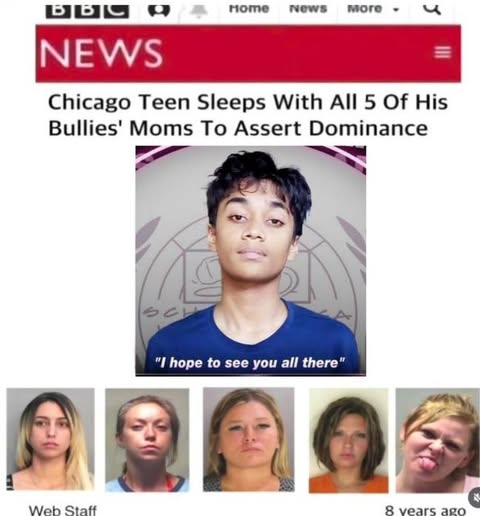 BBC
Home News More
NEWS
Chicago Teen Sleeps With All 5 Of His
Bullies' Moms To Assert Dominance
"I hope to see you all there"
Web Staff 8 years ago